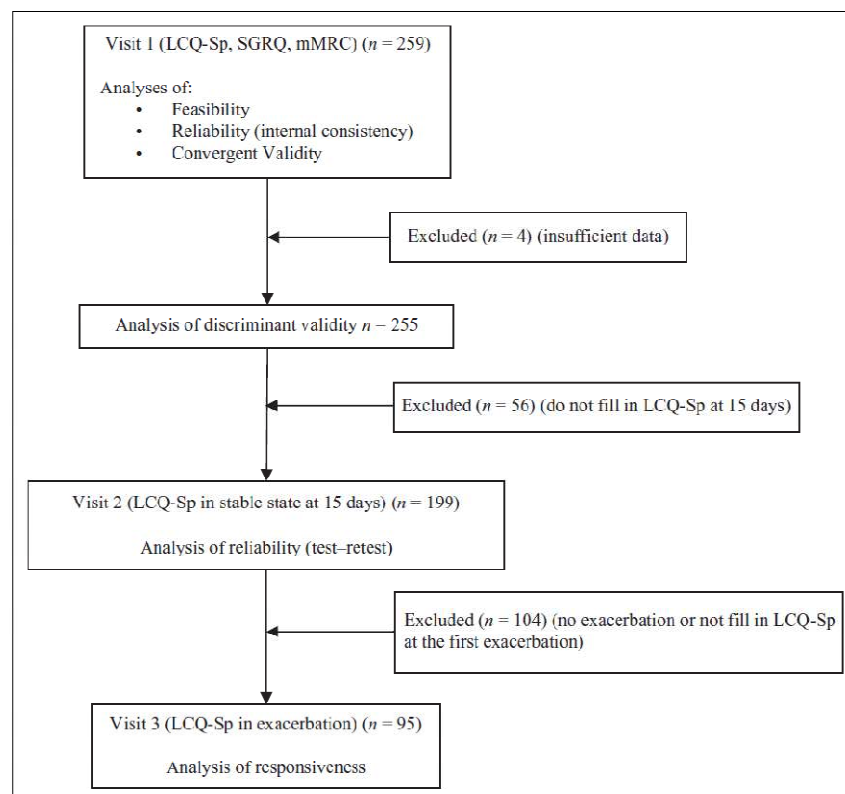 Visit 1 (LCQ-Sp, SGRQ, mMRC) (n = 259)
Analyses of:
• Feasibility
• Reliability (internal consistency)
• Convergent Validity
Excluded (n = 4) (insufficient data)
Analysis of discriminant validity n = 255
Excluded (n = 56) (do not fill in LCQ-Sp at 15 days)
Visit 2 (LCQ-Sp in stable state at 15 days) (n = 199)
Analysis of reliability (test–retest)
Excluded (n = 104) (no exacerbation or not fill in LCQ-Sp
at the first exacerbation)
Visit 3 (LCQ-Sp in exacerbation) (n = 95)
Analysis of responsiveness